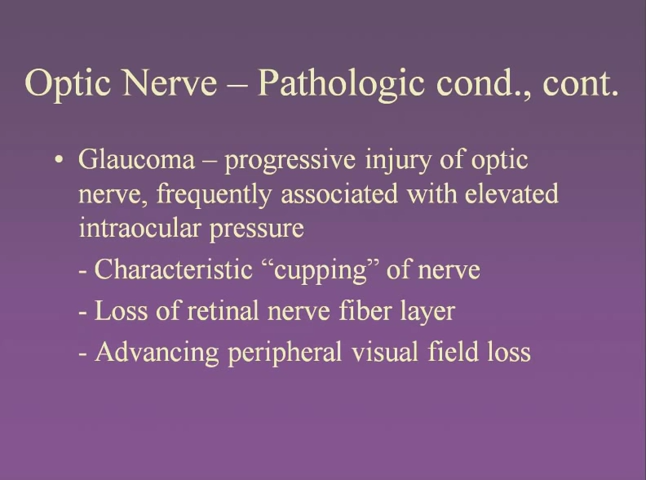 Optic Nerve – Pathologic cond., cont.
• Glaucoma – progressive injury of optic
nerve, frequently associated with elevated
intraocular pressure
- Characteristic “cupping” of nerve
- Loss of retinal nerve fiber layer
- Advancing peripheral visual field loss